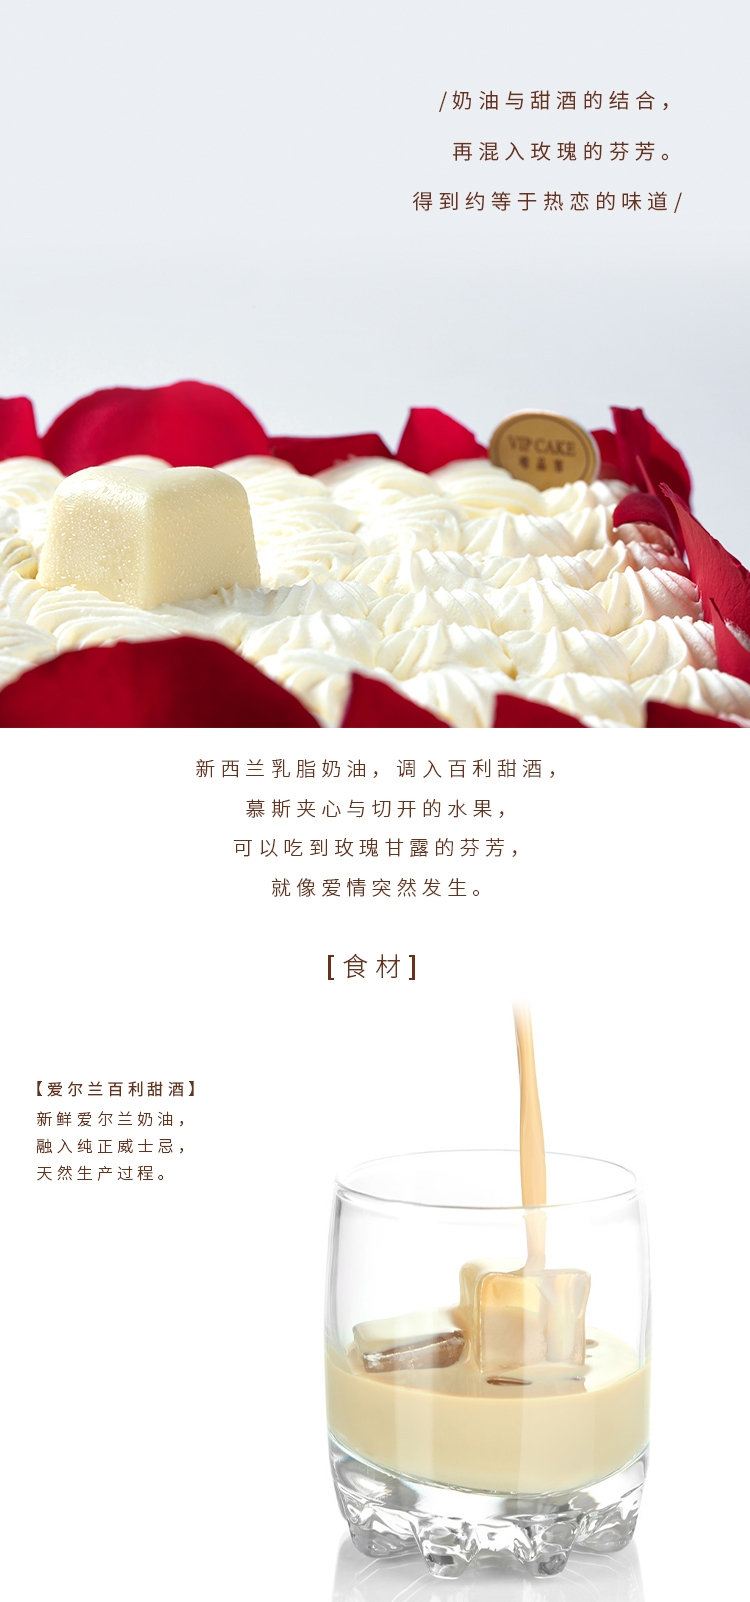 /奶油与甜酒的结合，
再混入玫瑰的芬芳。
得到约等于热恋的味道/
VIP CAKE
新西兰乳脂奶油，调入百利甜酒，
慕斯夹心与切开的水果，
可以吃到玫瑰甘露的芬芳，
就像爱情突然发生。
[食材]
【爱尔兰百利甜酒】
新鲜爱尔兰奶油，
融入纯正威士忌，
天然生产过程。